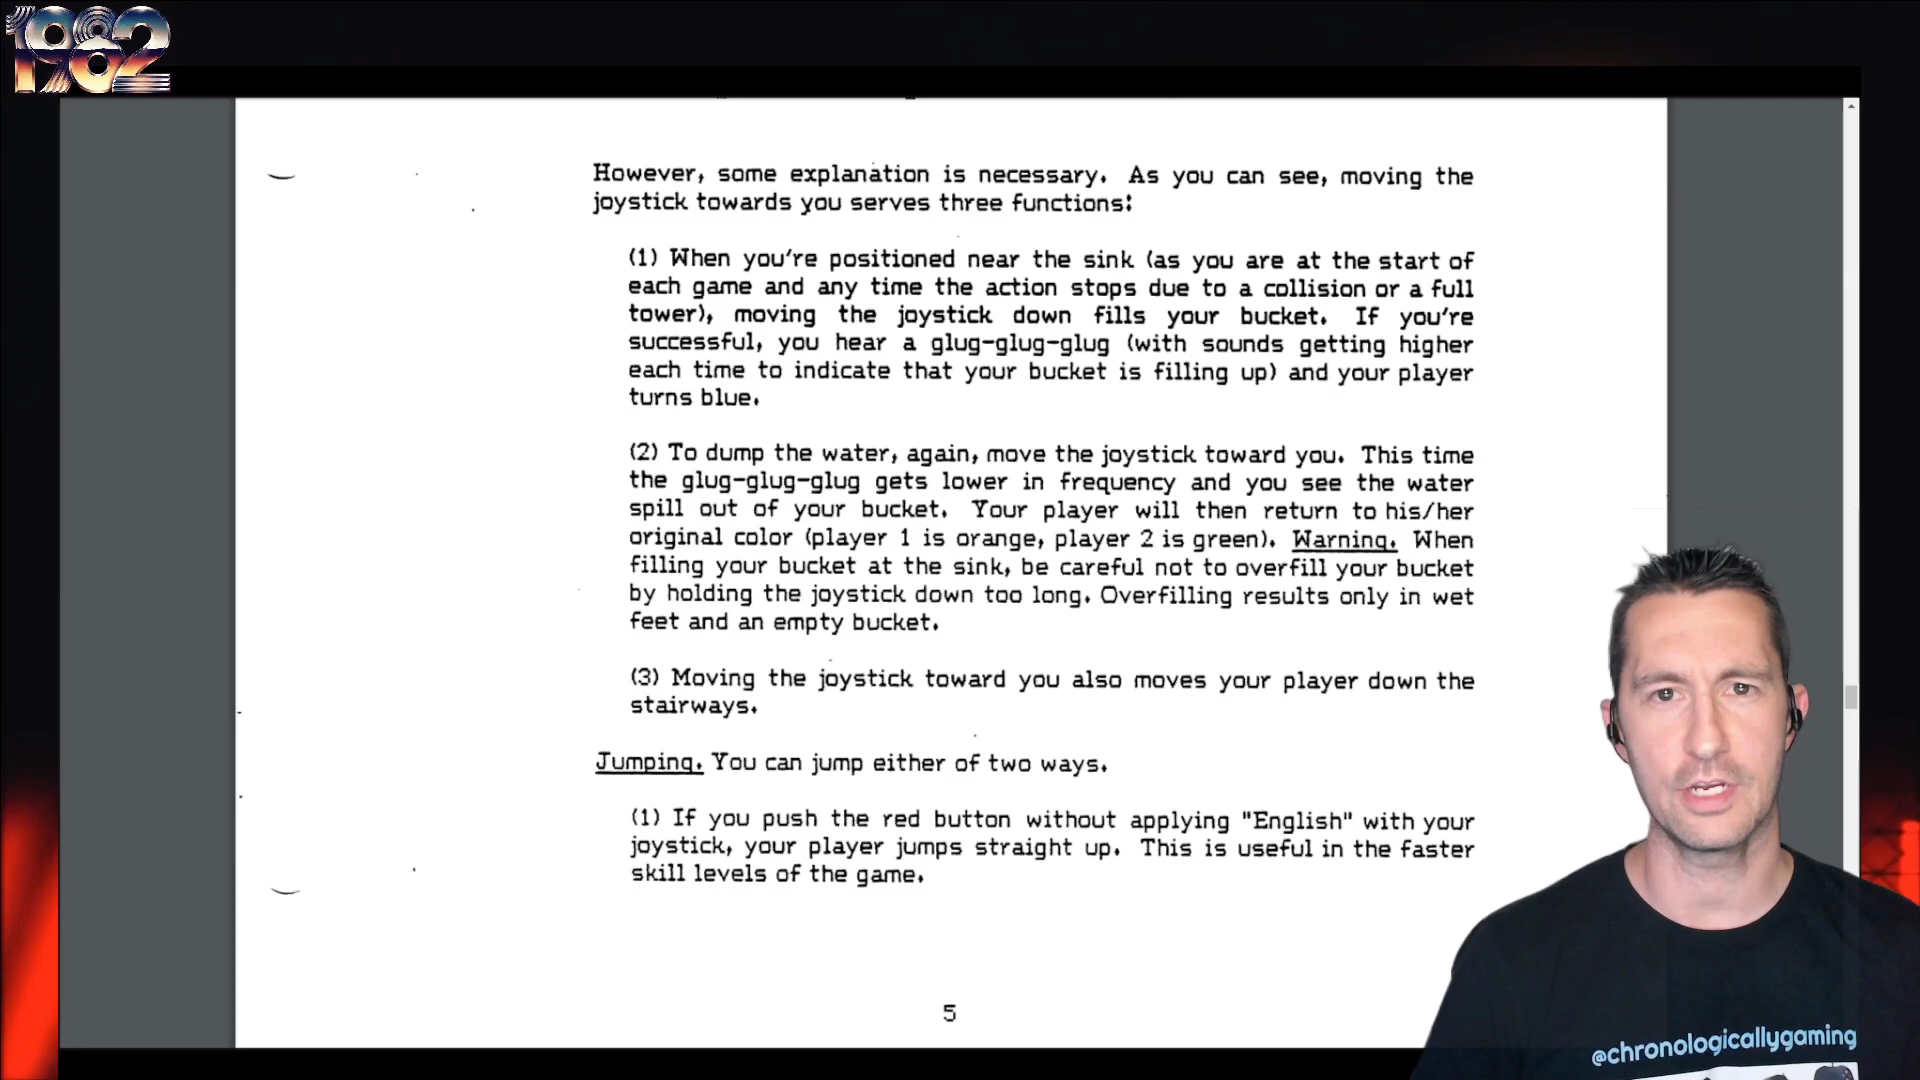 1982
However, some explanation is necessary. As you can see, moving the
joystick towards you serves three functions:
(1) When you're positioned near the sink (as you are at the start of
each game and any time the action stops due to a collision or a full
tower), moving the joystick down fills your bucket. If you're
successful, you hear a glug-glug-glug (with sounds getting higher
each time to indicate that your bucket is filling up) and your player
turns blue.
(2) To dump the water, again, move the joystick toward you. This time
the glug-glug-glug gets lower in frequency and you see the water
spill out of your bucket. Your player will then return to his/her
original color (player 1 is orange, player 2 is green). Warning. When
filling your bucket at the sink, be careful not to overfill your bucket
by holding the joystick down too long. Overfilling results only in wet
feet and an empty bucket.
(3) Moving the joystick toward you also moves your player down the
stairways.
Jumping. You can jump either of two ways.
(1) If you push the red button without applying "English" with your
joystick, your player jumps straight up. This is useful in the faster
skill levels of the game.
5
@chronologicallygaming